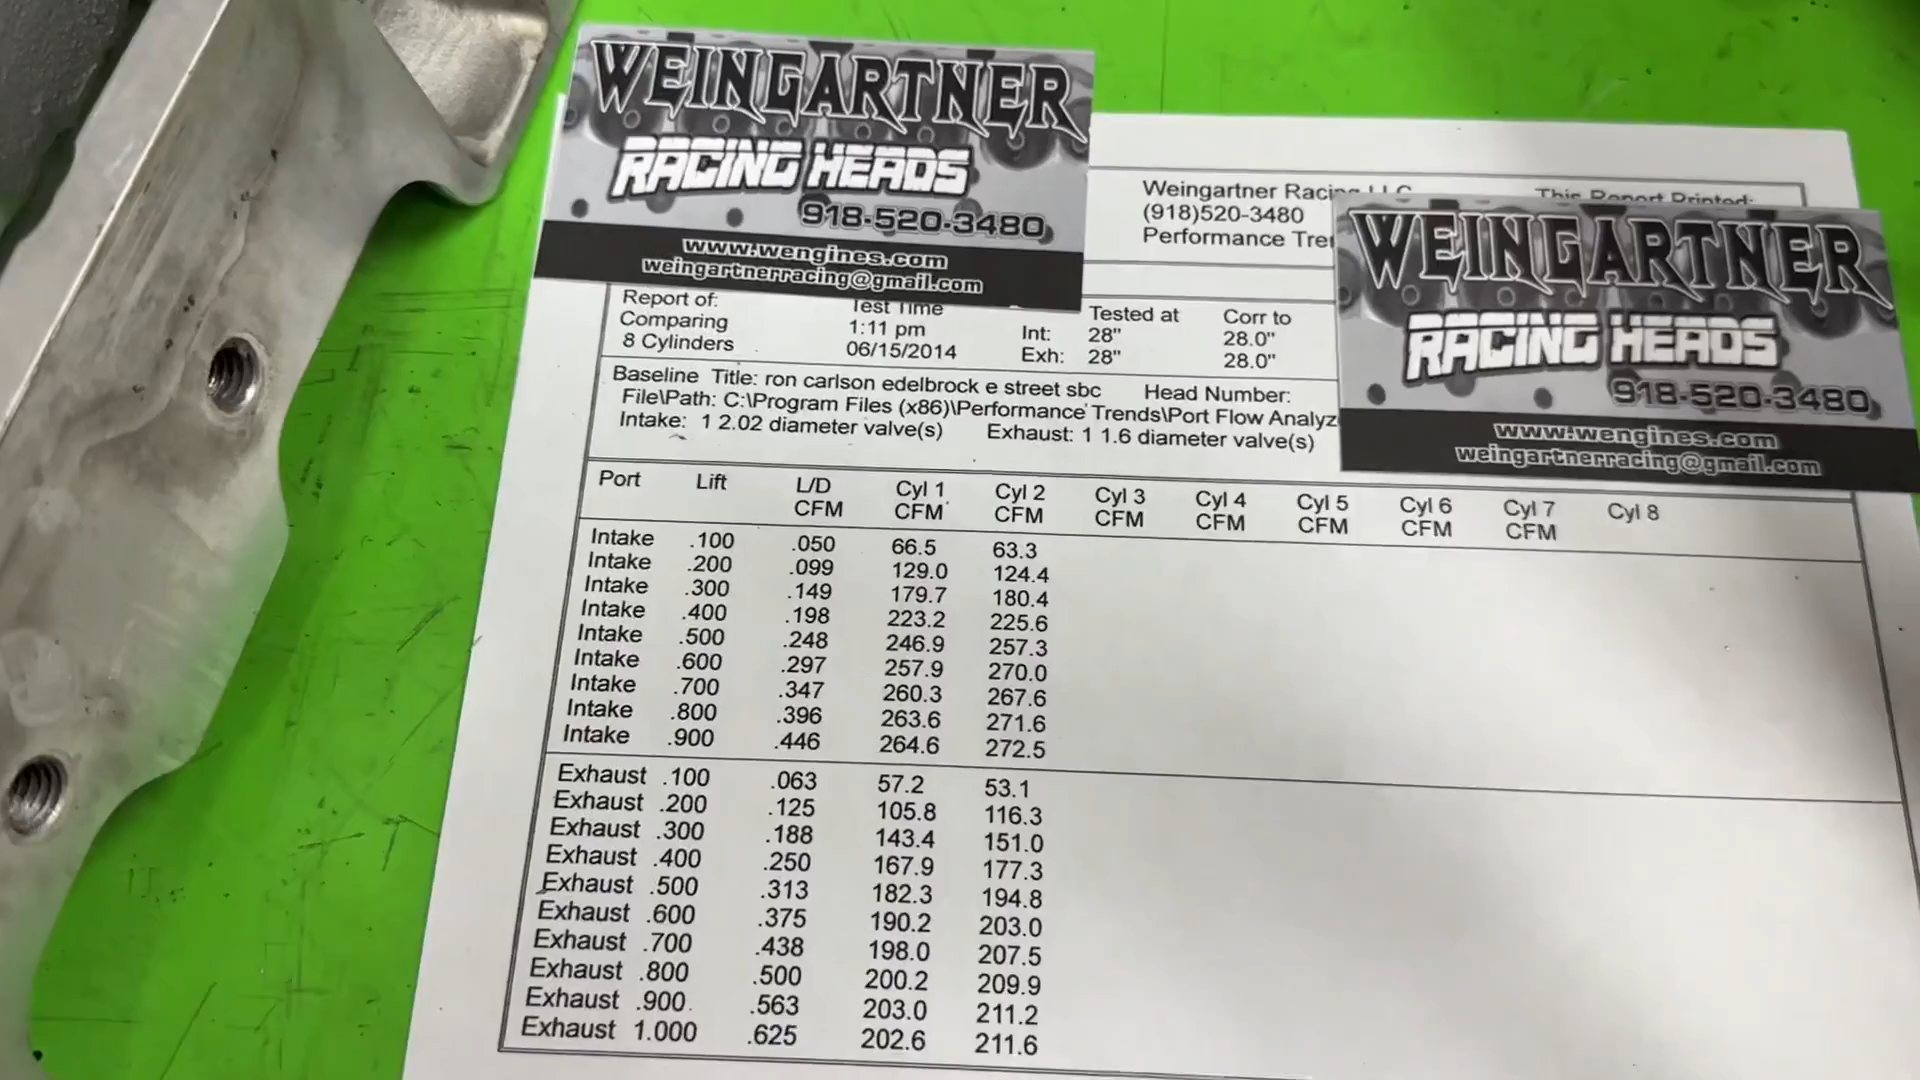 WEINGARTNER
RACING HEADS
918-520-3480
www.wengines.com
weingartnerracing@gmail.com
Weingartner Racing LLC
This Report Printed:
(918)520-3480
Performance
WEINGARTNER
RACING HEADS
918-520-3480
www.wengines.com
weingartnerracing@gmail.com
Report of: Test Time Tested at Corr to
Comparing 1:11 pm Int: 28" 28.0"
8 Cylinders 06/15/2014 Exh: 28" 28.0"
Baseline Title: ron carlson edelbrock e street sbc Head Number:
File\Path: C:\Program Files (x86)\Performance Trends\Port Flow Analyz
Intake: 1 2.02 diameter valve(s) Exhaust: 1 1.6 diameter valve(s)
Port Lift L/D Cyl 1 Cyl 2 Cyl 3 Cyl 4 Cyl 5 Cyl 6 Cyl 7 Cyl 8
CFM CFM CFM CFM CFM CFM CFM CFM
Intake .100 .050 66.5 63.3
Intake .200 .099 129.0 124.4
Intake .300 .149 179.7 180.4
Intake .400 .198 223.2 225.6
Intake .500 .248 246.9 257.3
Intake .600 .297 257.9 270.0
Intake .700 .347 260.3 267.6
Intake .800 .396 263.6 271.6
Intake .900 .446 264.6 272.5
Exhaust .100 .063 57.2 53.1
Exhaust .200 .125 105.8 116.3
Exhaust .300 .188 143.4 151.0
Exhaust .400 .250 167.9 177.3
Exhaust .500 .313 182.3 194.8
Exhaust .600 .375 190.2 203.0
Exhaust .700 .438 198.0 207.5
Exhaust .800 .500 200.2 209.9
Exhaust .900 .563 203.0 211.2
Exhaust 1.000 .625 202.6 211.6